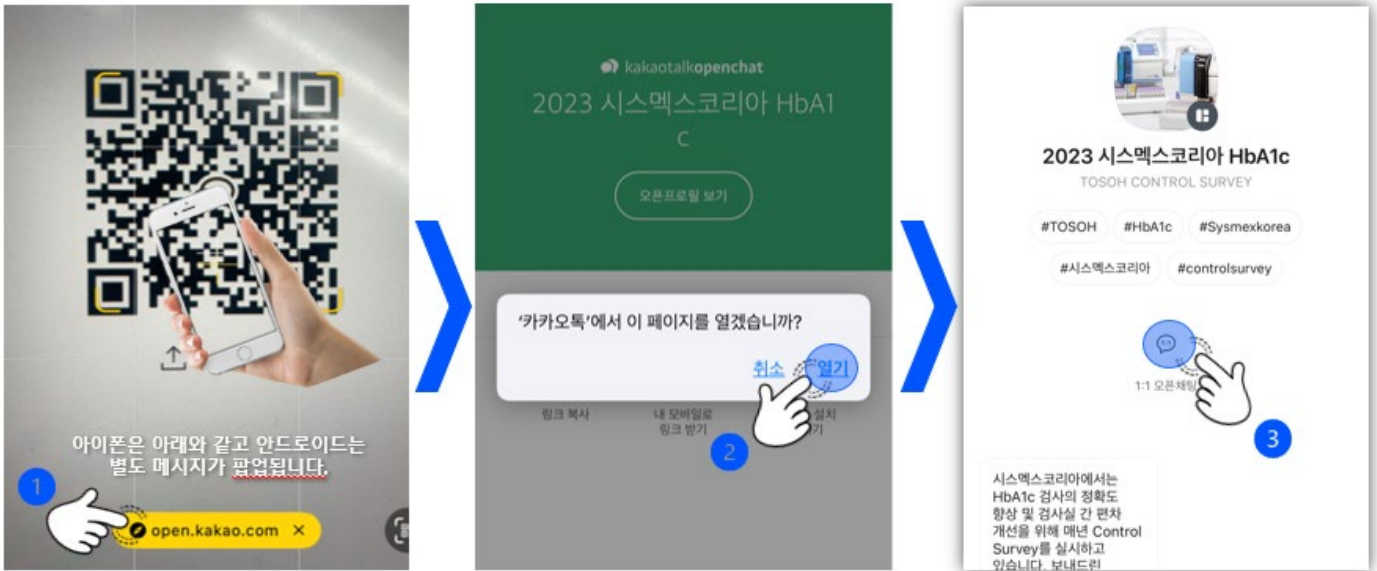 아이폰은 아래와 같고 안드로이드는
별도 메시지가 팝업됩니다.
1
open.kakao.com ×
kakaotalkopenchat
2023 시스멕스코리아 HbA1
c
오픈프로필 보기
'카카오톡'에서 이 페이지를 열겠습니까?
취소 열기
링크 복사
내 모바일로
링크 받기
설치
2
2023 시스멕스코리아 HbA1c
TOSOH CONTROL SURVEY
#TOSOH #HbA1c #Sysmexkorea
#시스멕스코리아 #controlsurvey
1:1
1:1 오픈채팅
3
시스멕스코리아에서는
HbA1c 검사의 정확도
향상 및 검사실 간 편차
개선을 위해 매년 Control
Survey를 실시하고
있습니다. 보내드린